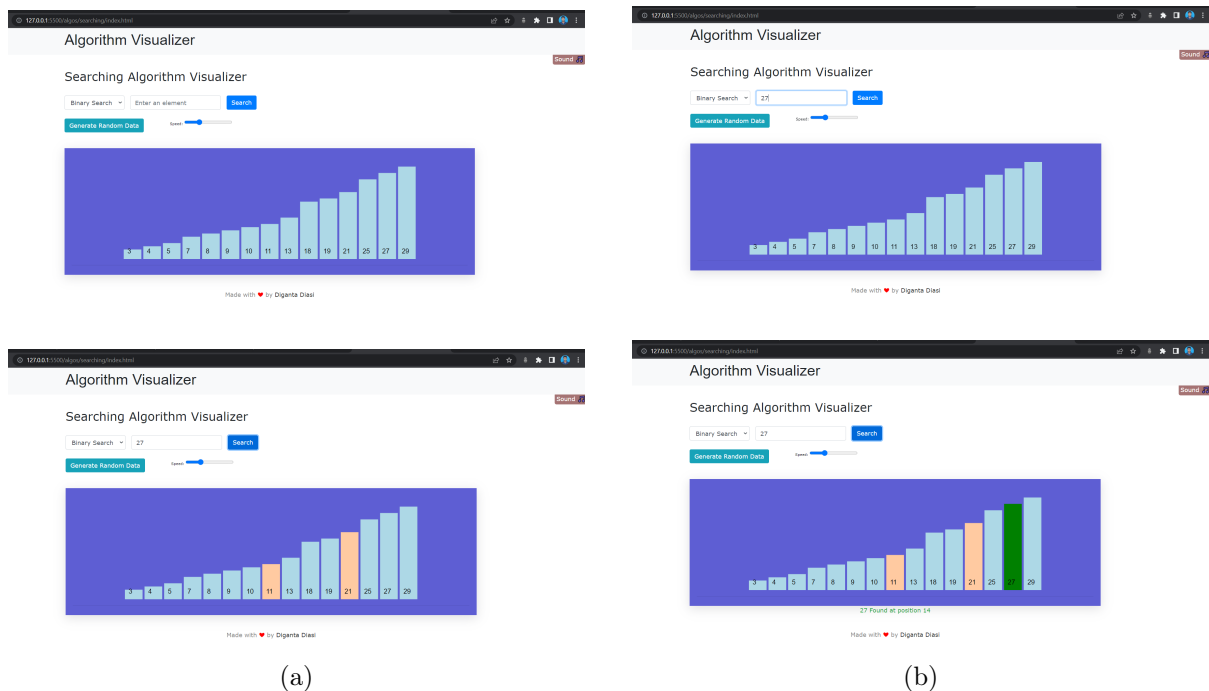 127.0.0.1:5500/algos/searching/index.html
Algorithm Visualizer
Sound
Searching Algorithm Visualizer
Binary Search Enter an element Search
Generate Random Data Speed:
3 4 5 7 8 9 10 11 13 18 19 21 25 27 29
Made with ❤ by Diganta Diasi
127.0.0.1:5500/algos/searching/index.html
Algorithm Visualizer
Sound
Searching Algorithm Visualizer
Binary Search 27 Search
Generate Random Data Speed:
3 4 5 7 8 9 10 11 13 18 19 21 25 27 29
Made with ❤ by Diganta Diasi
127.0.0.1:5500/algos/searching/index.html
Algorithm Visualizer
Sound
Searching Algorithm Visualizer
Binary Search 27 Search
Generate Random Data Speed:
3 4 5 7 8 9 10 11 13 18 19 21 25 27 29
Made with ❤ by Diganta Diasi
(a)
127.0.0.1:5500/algos/searching/index.html
Algorithm Visualizer
Sound
Searching Algorithm Visualizer
Binary Search 27 Search
Generate Random Data Speed:
3 4 5 7 8 9 10 11 13 18 19 21 25 27 29
27 Found at position 14
Made with ❤ by Diganta Diasi
(b)